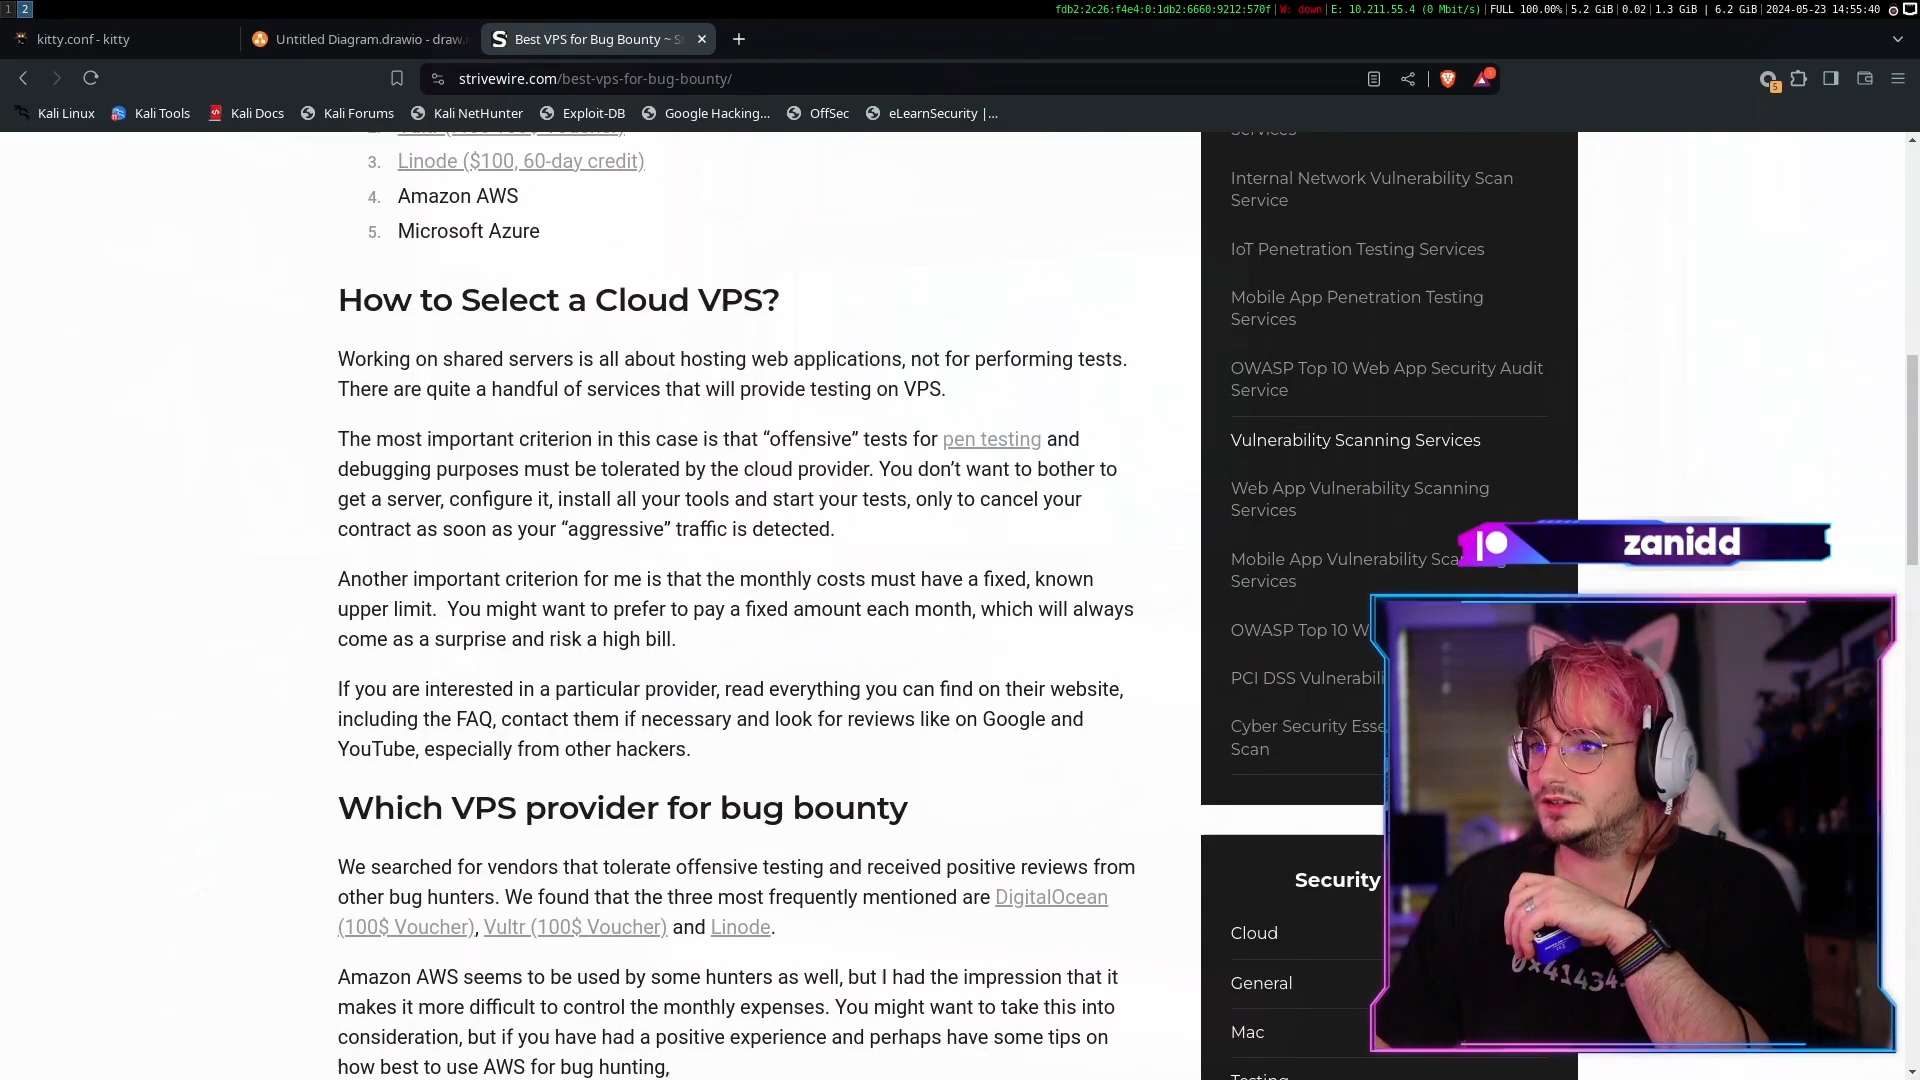 1 2
fdb2:2c26:f4e4:0:1db2:6660:9212:570f| W: down| E: 10.211.55.4 (0 Mbit/s)| FULL 100.00%| 5.2 GiB| 0.02| 1.3 GiB | 6.2 GiB| 2024-05-23 14:55:40
kitty.conf - kitty
Untitled Diagram.drawio - draw.
Best VPS for Bug Bounty ~ S
strivewire.com/best-vps-for-bug-bounty/
5
Kali Linux
Kali Tools
Kali Docs
Kali Forums
Kali NetHunter
Exploit-DB
Google Hacking...
OffSec
eLearnSecurity |...
3. Linode ($100, 60-day credit)
4. Amazon AWS
5. Microsoft Azure
How to Select a Cloud VPS?
Working on shared servers is all about hosting web applications, not for performing tests.
There are quite a handful of services that will provide testing on VPS.
The most important criterion in this case is that “offensive” tests for pen testing and
debugging purposes must be tolerated by the cloud provider. You don’t want to bother to
get a server, configure it, install all your tools and start your tests, only to cancel your
contract as soon as your “aggressive” traffic is detected.
Another important criterion for me is that the monthly costs must have a fixed, known
upper limit.  You might want to prefer to pay a fixed amount each month, which will always
come as a surprise and risk a high bill.
If you are interested in a particular provider, read everything you can find on their website,
including the FAQ, contact them if necessary and look for reviews like on Google and
YouTube, especially from other hackers.
Which VPS provider for bug bounty
We searched for vendors that tolerate offensive testing and received positive reviews from
other bug hunters. We found that the three most frequently mentioned are DigitalOcean
(100$ Voucher), Vultr (100$ Voucher) and Linode.
Amazon AWS seems to be used by some hunters as well, but I had the impression that it
makes it more difficult to control the monthly expenses. You might want to take this into
consideration, but if you have had a positive experience and perhaps have some tips on
how best to use AWS for bug hunting,
Services
Internal Network Vulnerability Scan
Service
IoT Penetration Testing Services
Mobile App Penetration Testing
Services
OWASP Top 10 Web App Security Audit
Service
Vulnerability Scanning Services
Web App Vulnerability Scanning
Services
Mobile App Vulnerability Sca
Services
OWASP Top 10 W
PCI DSS Vulnerabili
Cyber Security Esse
Scan
Security
Cloud
General
Mac
Testing
zanidd
0x41434